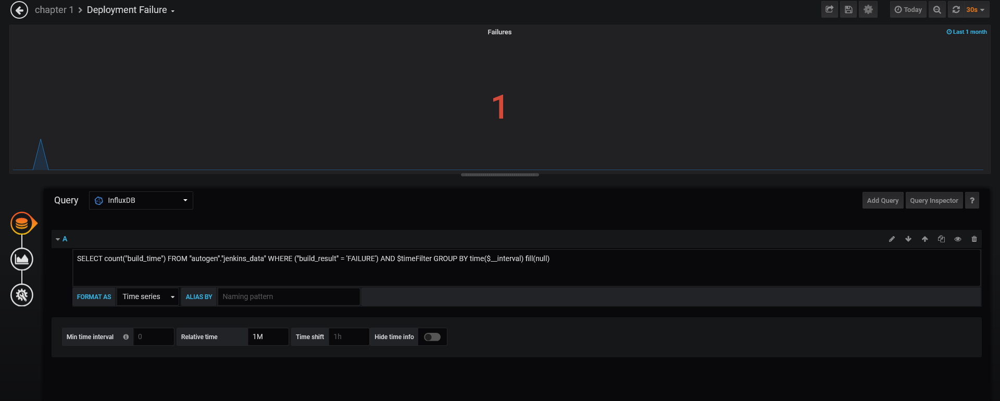 chapter 1 > Deployment Failure
Today
30s
Failures
Last 1 month
1
Query
InfluxDB
Add Query
Query Inspector
?
A
SELECT count("build_time") FROM "autogen"."jenkins_data" WHERE ("build_result" = 'FAILURE') AND $timeFilter GROUP BY time($__interval) fill(null)
FORMAT AS
Time series
ALIAS BY
Naming pattern
Min time interval
0
Relative time
1M
Time shift
1h
Hide time info